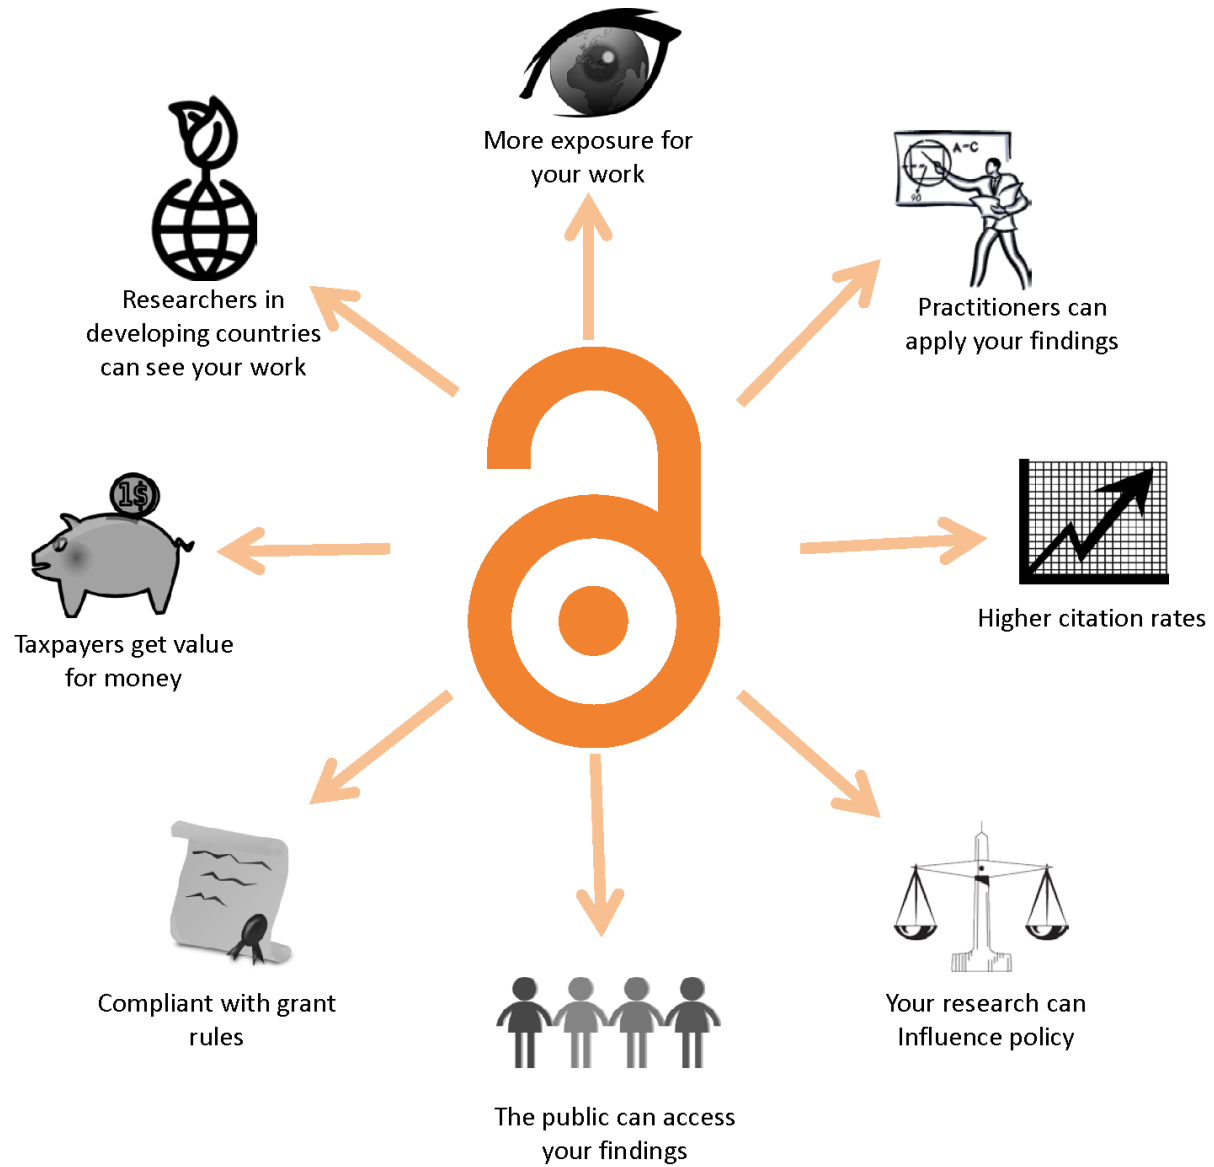 More exposure for
your work
A-C
90
Practitioners can
apply your findings
Researchers in
developing countries
can see your work
1$
Higher citation rates
Taxpayers get value
for money
Compliant with grant
rules
Your research can
Influence policy
The public can access
your findings